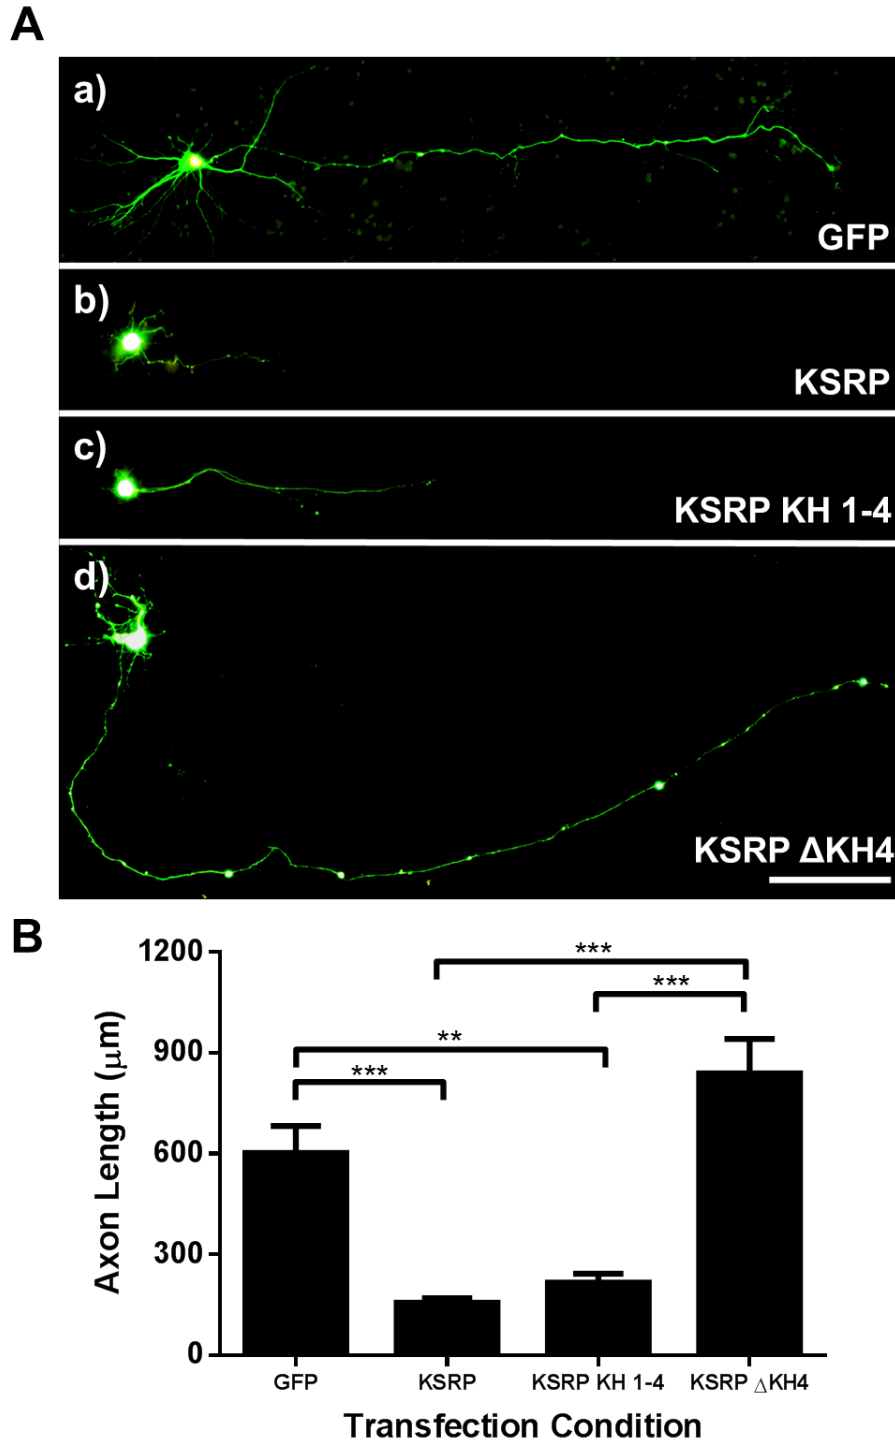 A
a)
GFP
b)
KSRP
c)
KSRP KH 1-4
d)
KSRP ΔKH4
B
1200
900
600
300
0
Axon Length (μm)
***
***
**
***
GFP
KSRP
KSRP KH 1-4
KSRP △KH4
Transfection Condition